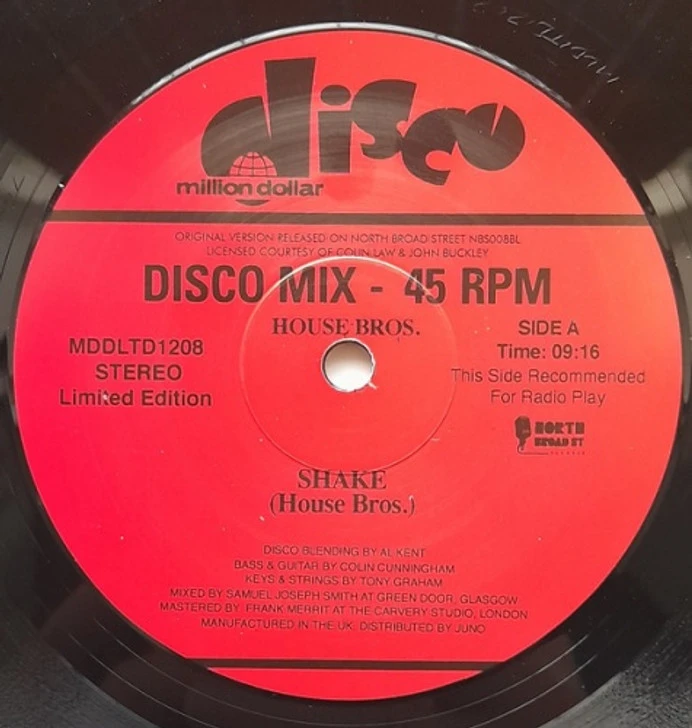 disco
million dollar
ORIGINAL VERSION RELEASED ON NORTH BROAD STREET NBS008BL
LICENSED COURTESY OF COLIN LAW & JOHN BUCKLEY
DISCO MIX - 45 RPM
HOUSE BROS.
MDDLTD1208
STEREO
Limited Edition
SIDE A
Time: 09:16
This Side Recommended
For Radio Play
NORTH
BROAD ST
SHAKE
(House Bros.)
DISCO BLENDING BY AL KENT
BASS & GUITAR BY COLIN CUNNINGHAM
KEYS & STRINGS BY TONY GRAHAM
MIXED BY SAMUEL JOSEPH SMITH AT GREEN DOOR, GLASGOW
MASTERED BY FRANK MERRIT AT THE CARVERY STUDIO, LONDON
MANUFACTURED IN THE UK. DISTRIBUTED BY JUNO